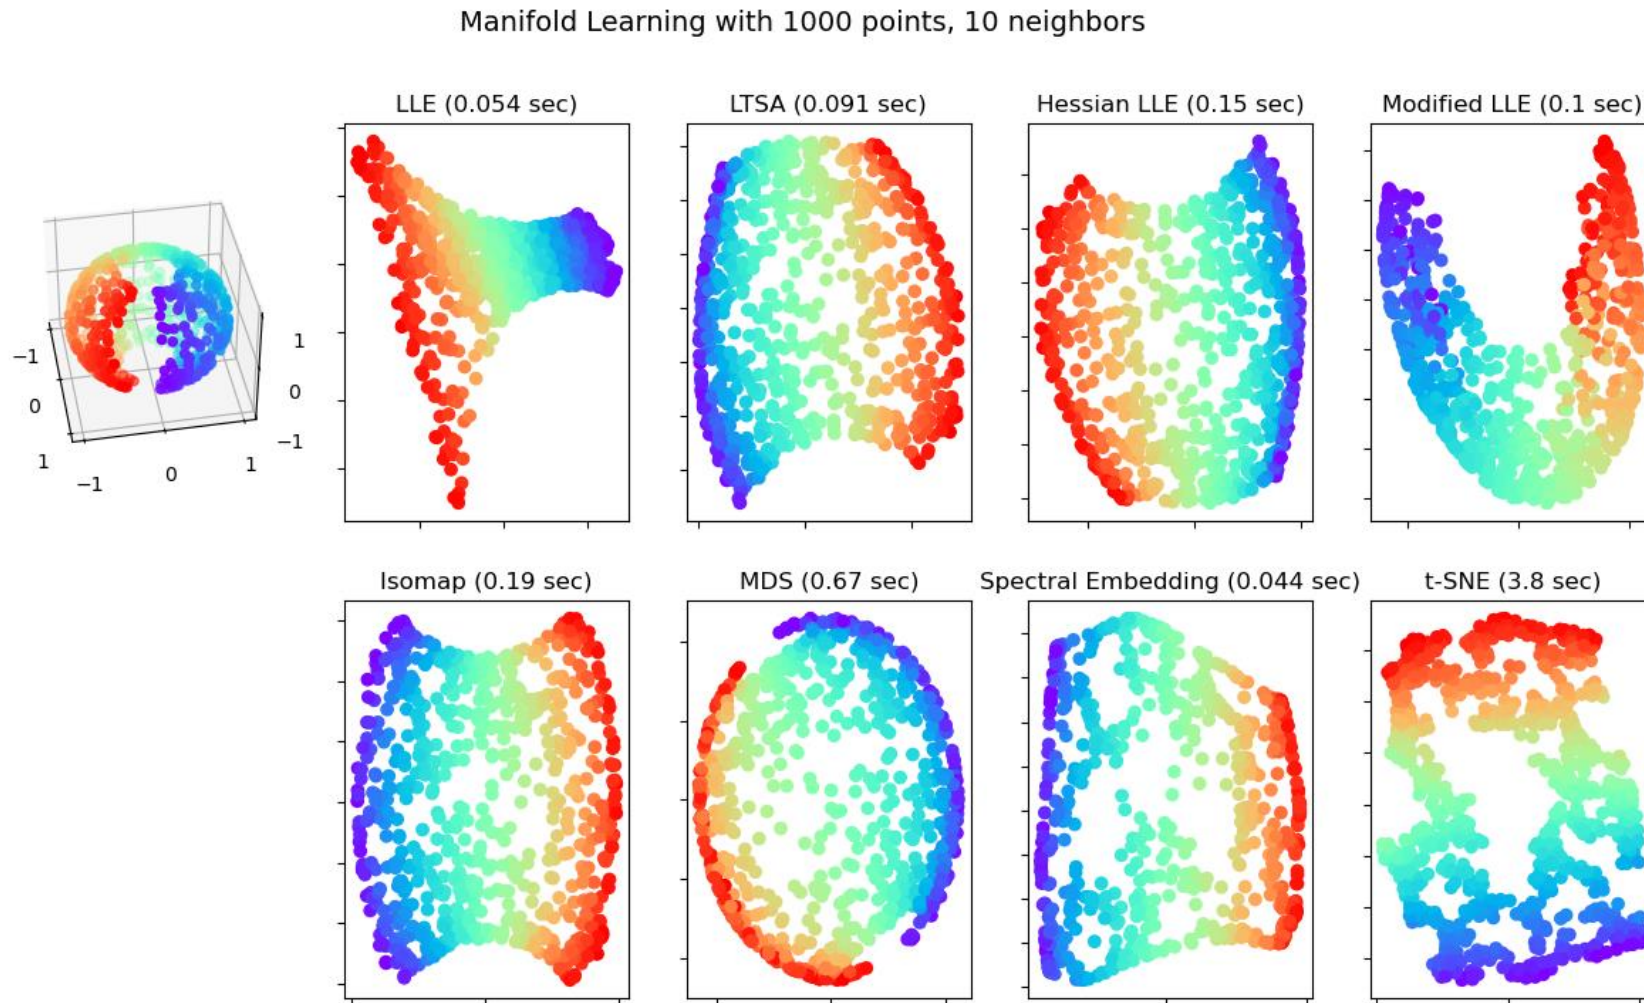 Manifold Learning with 1000 points, 10 neighbors
LLE (0.054 sec)
LTSA (0.091 sec)
Hessian LLE (0.15 sec)
Modified LLE (0.1 sec)
−1
0
1
−1
0
1
1
0
−1
Isomap (0.19 sec)
MDS (0.67 sec)
Spectral Embedding (0.044 sec)
t-SNE (3.8 sec)